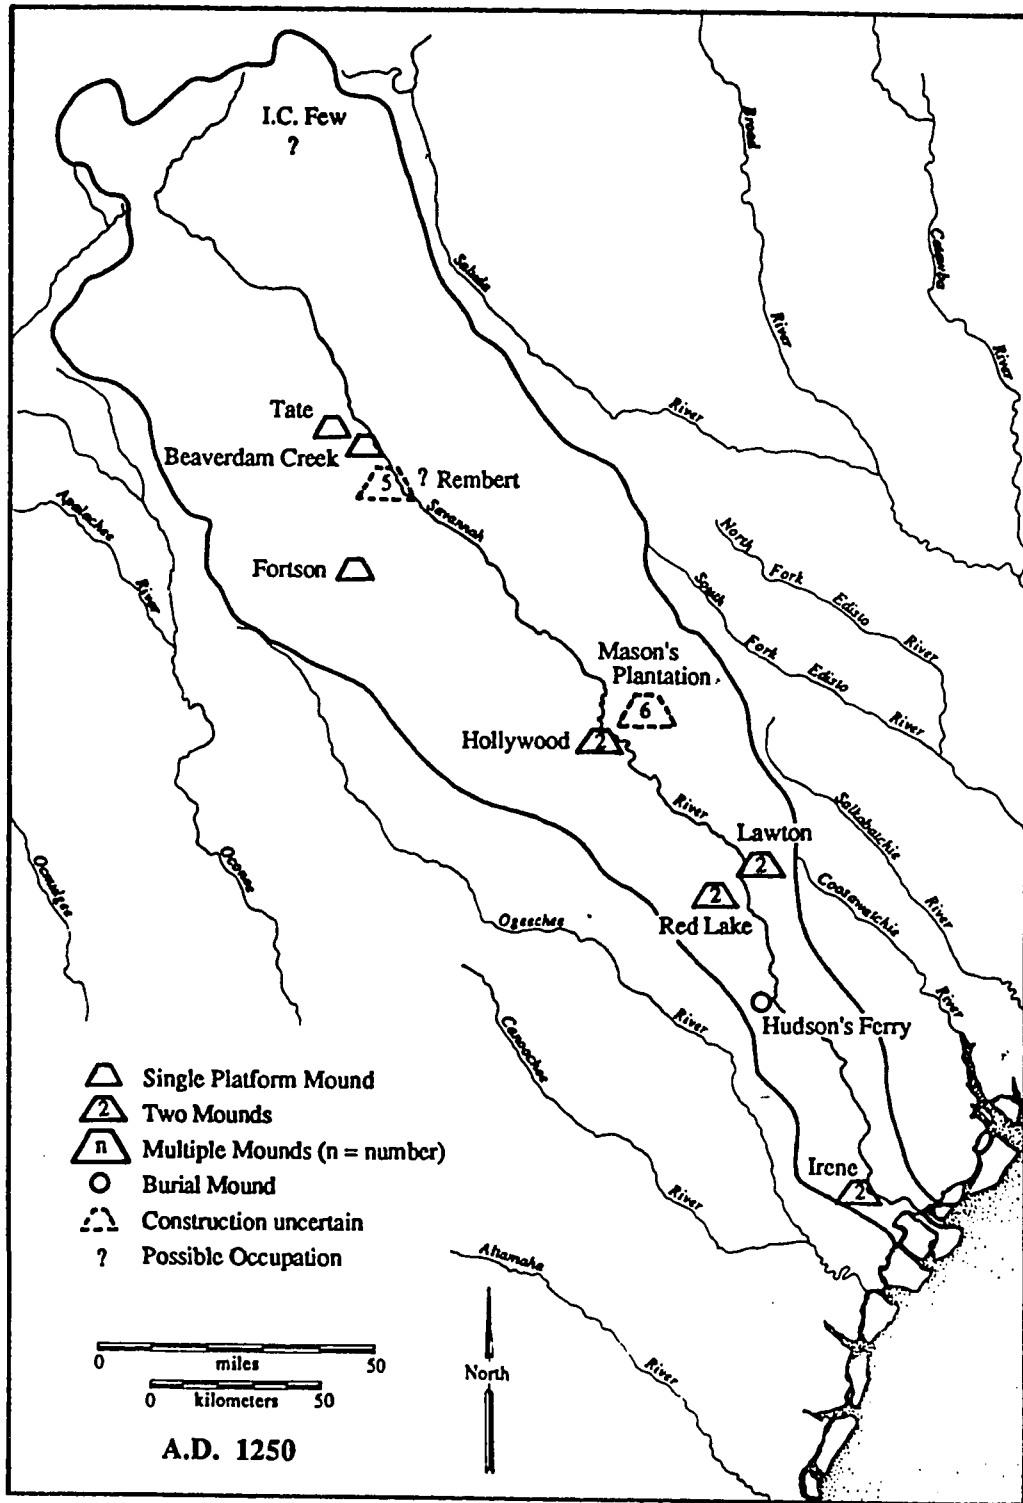 I.C. Few
?
Broad
River
Catawba
River
Saluda
River
Tate
Beaverdam Creek
5
? Rembert
Savannah
River
Apalachee
River
Fortson
North
Fork
Edisto
River
South
Fork
Edisto
River
Mason's
Plantation
6
Hollywood
2
Salkahatchie
River
Lawton
2
Coosawatchie
River
2
Red Lake
Ocmulgee
Oconee
Ogeechee
River
Hudson's Ferry
Canoochee
River
Irene
2
Altamaha
River
Single Platform Mound
2
Two Mounds
n
Multiple Mounds (n = number)
Burial Mound
Construction uncertain
? Possible Occupation
0 miles 50
0 kilometers 50
North
A.D. 1250